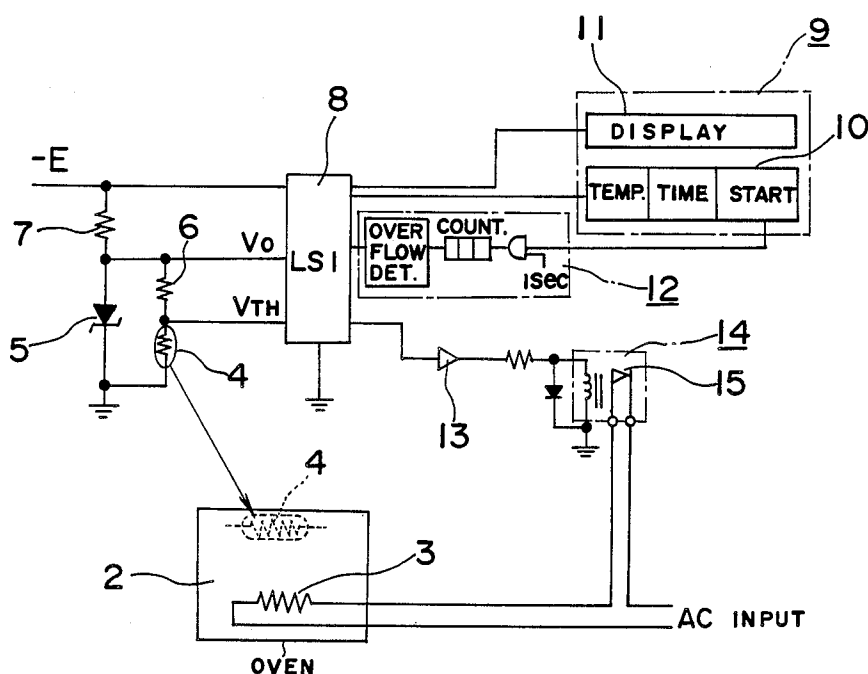 11
9
8
DISPLAY
10
-E
TEMP. TIME START
7
6
OVER FLOW DET.
COUNT.
Vo
LSI
1sec
12
VTH
5
4
14
15
13
4
2
3
AC INPUT
OVEN